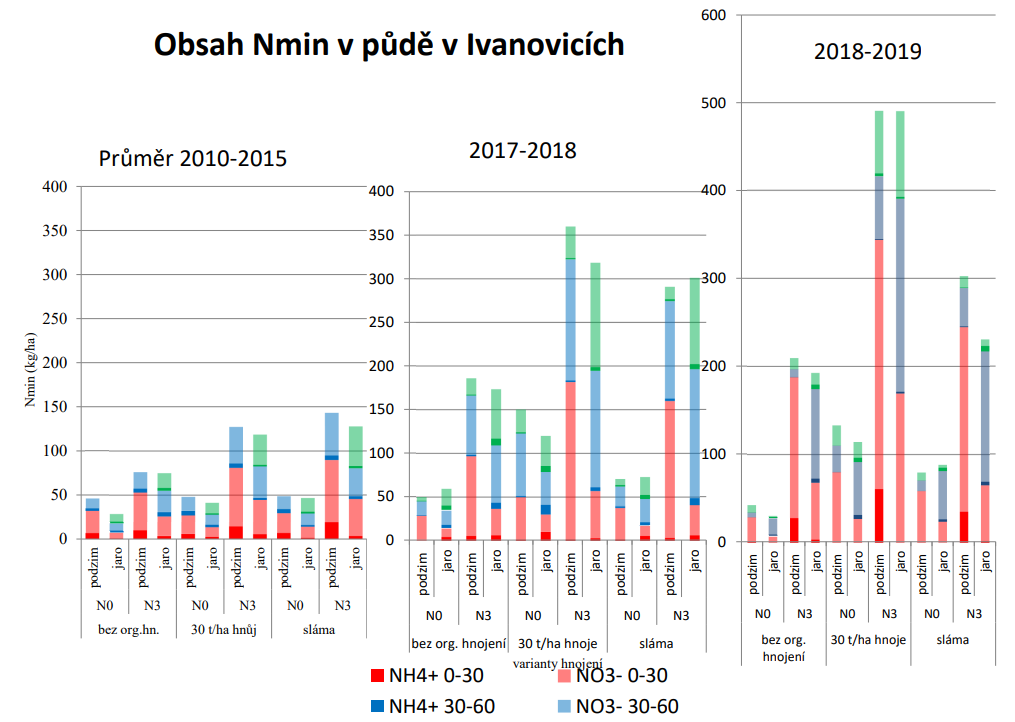 Obsah Nmin v půdě v Ivanovicích
Průměr 2010-2015
Nmin (kg/ha)
400
350
300
250
200
150
100
50
0
podzim jaro podzim jaro podzim jaro podzim jaro podzim jaro podzim jaro
N0 N3 N0 N3 N0 N3
bez org.hn. 30 t/ha hnůj sláma
2017-2018
400
350
300
250
200
150
100
50
0
podzim jaro podzim jaro podzim jaro podzim jaro podzim jaro podzim jaro
N0 N3 N0 N3 N0 N3
bez org. hnojení 30 t/ha hnoje sláma
varianty hnojení
2018-2019
600
500
400
300
200
100
0
podzim jaro podzim jaro podzim jaro podzim jaro podzim jaro podzim jaro
N0 N3 N0 N3 N0 N3
bez org. 30 t/ha hnoje sláma
hnojení
NH4+ 0-30 NO3- 0-30
NH4+ 30-60 NO3- 30-60